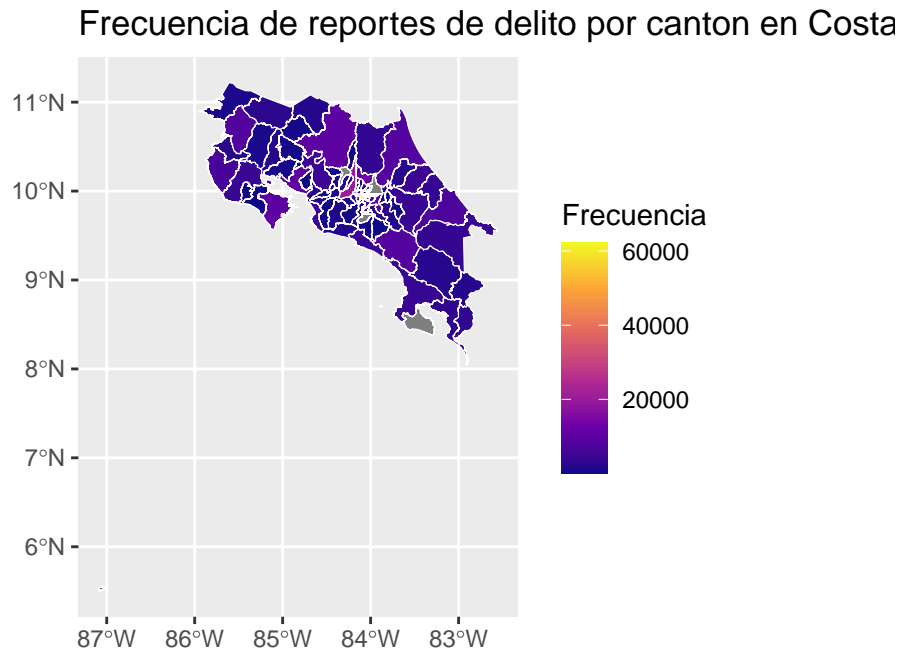 Frecuencia de reportes de delito por canton en Costa
11°N
10°N
9°N
8°N
7°N
6°N
87°W 86°W 85°W 84°W 83°W
Frecuencia
60000
40000
20000